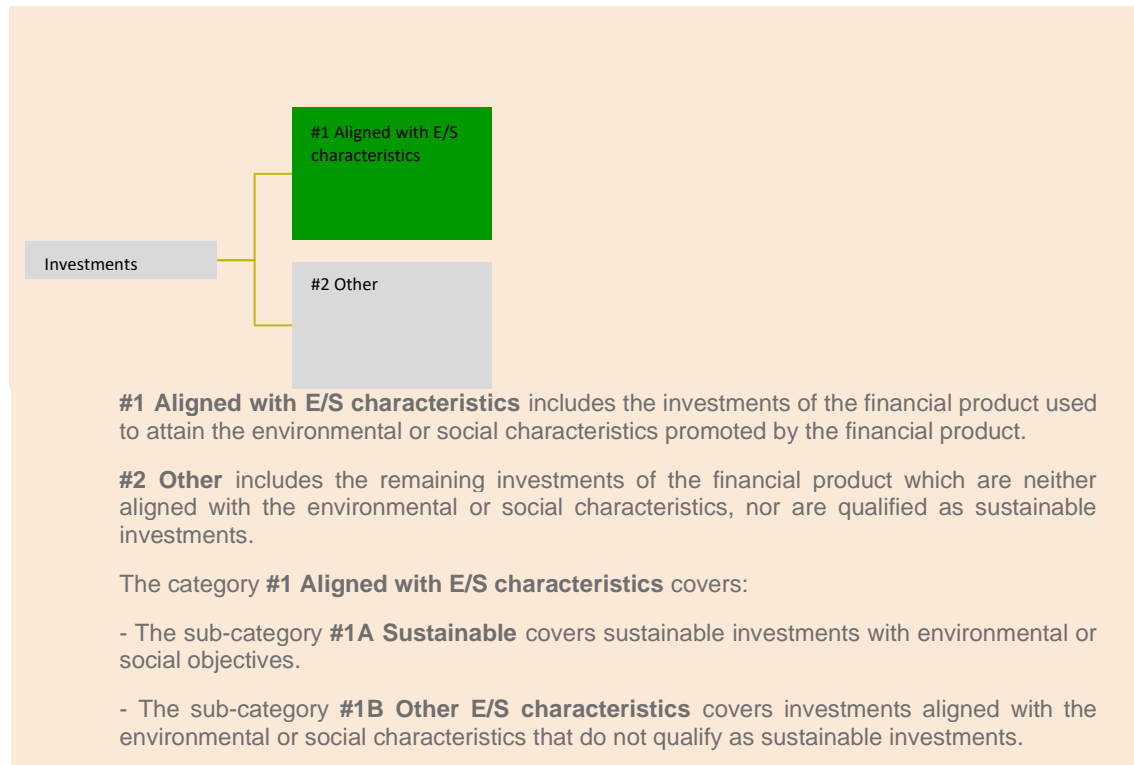 #1 Aligned with E/S
characteristics
Investments
#2 Other
#1 Aligned with E/S characteristics includes the investments of the financial product used
to attain the environmental or social characteristics promoted by the financial product.
#2 Other includes the remaining investments of the financial product which are neither
aligned with the environmental or social characteristics, nor are qualified as sustainable
investments.
The category #1 Aligned with E/S characteristics covers:
- The sub-category #1A Sustainable covers sustainable investments with environmental or
social objectives.
- The sub-category #1B Other E/S characteristics covers investments aligned with the
environmental or social characteristics that do not qualify as sustainable investments.